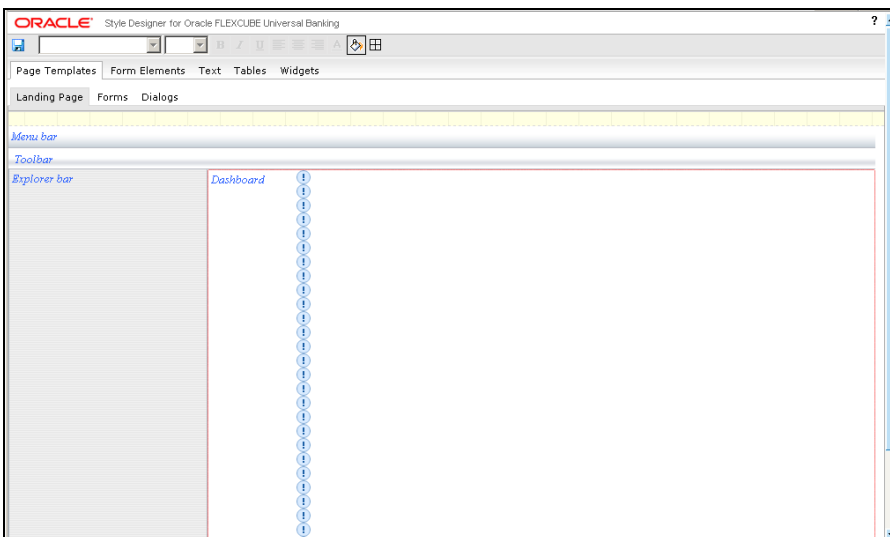 ORACLE Style Designer for Oracle FLEXCUBE Universal Banking ?
B I U A
Page Templates Form Elements Text Tables Widgets
Landing Page Forms Dialogs
Menu bar
Toolbar
Explorer bar Dashboard